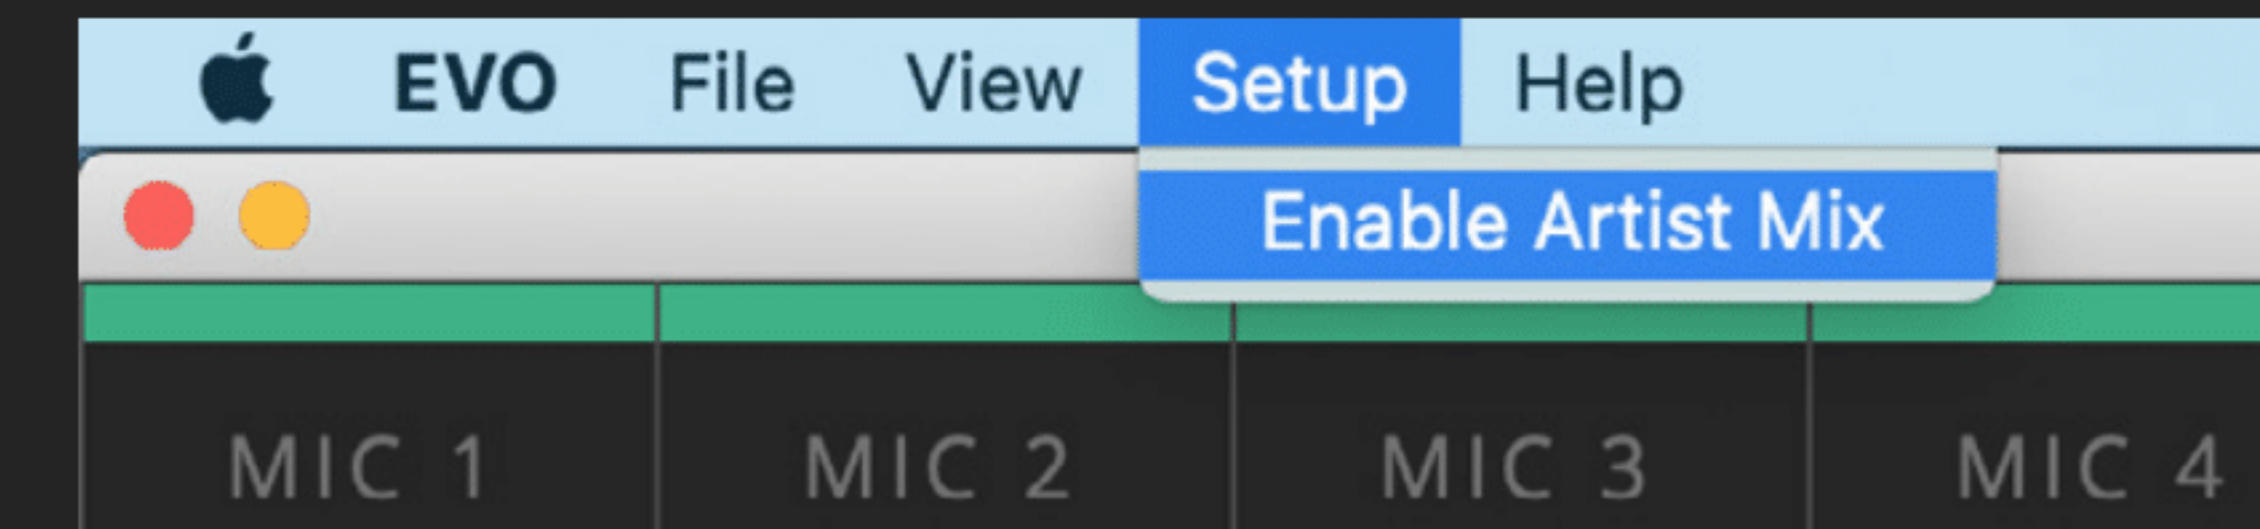 EVO File View Setup Help
Enable Artist Mix
MIC 1 MIC 2 MIC 3 MIC 4